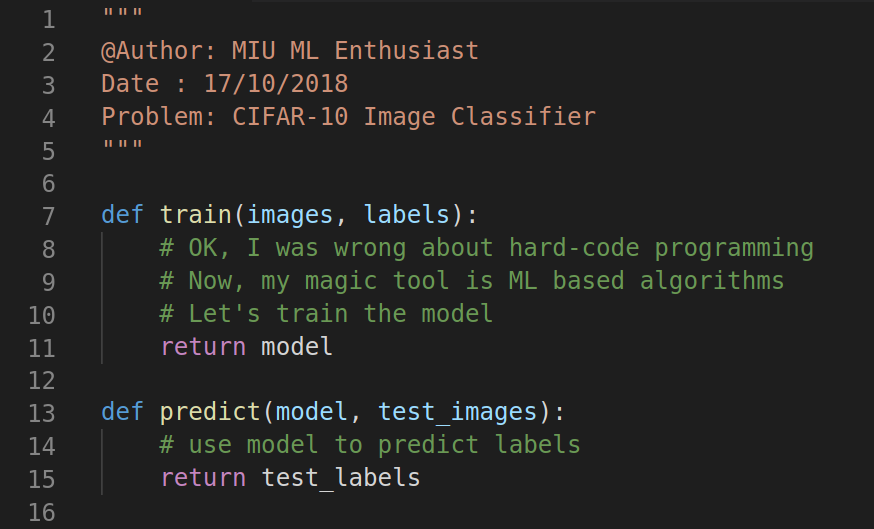 1 """
2 @Author: MIU ML Enthusiast
3 Date : 17/10/2018
4 Problem: CIFAR-10 Image Classifier
5 """
6
7 def train(images, labels):
8     # OK, I was wrong about hard-code programming
9     # Now, my magic tool is ML based algorithms
10     # Let's train the model
11     return model
12
13 def predict(model, test_images):
14     # use model to predict labels
15     return test_labels
16